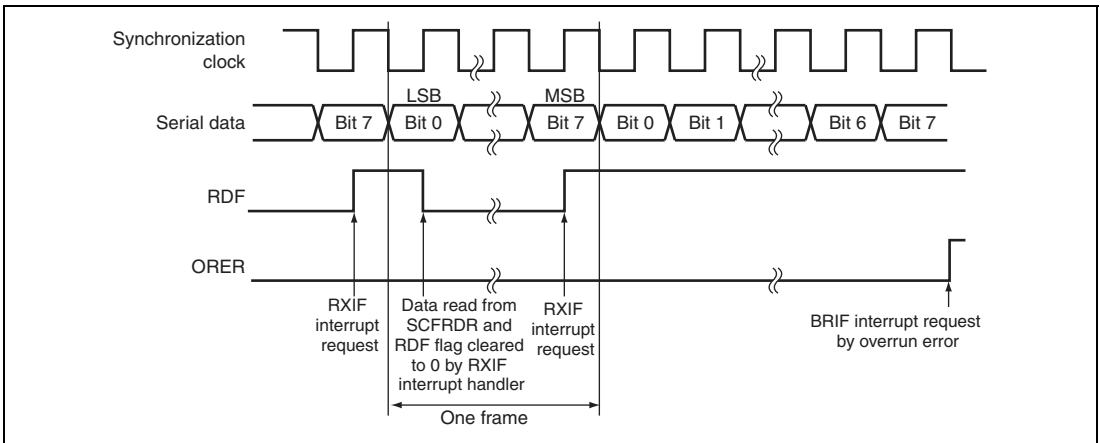 Synchronization
clock
LSB
MSB
Serial data
Bit 7
Bit 0
Bit 7
Bit 0
Bit 1
Bit 6
Bit 7
RDF
ORER
RXIF
interrupt
request
Data read from
SCFRDR and
RDF flag cleared
to 0 by RXIF
interrupt handler
RXIF
interrupt
request
BRIF interrupt request
by overrun error
One frame